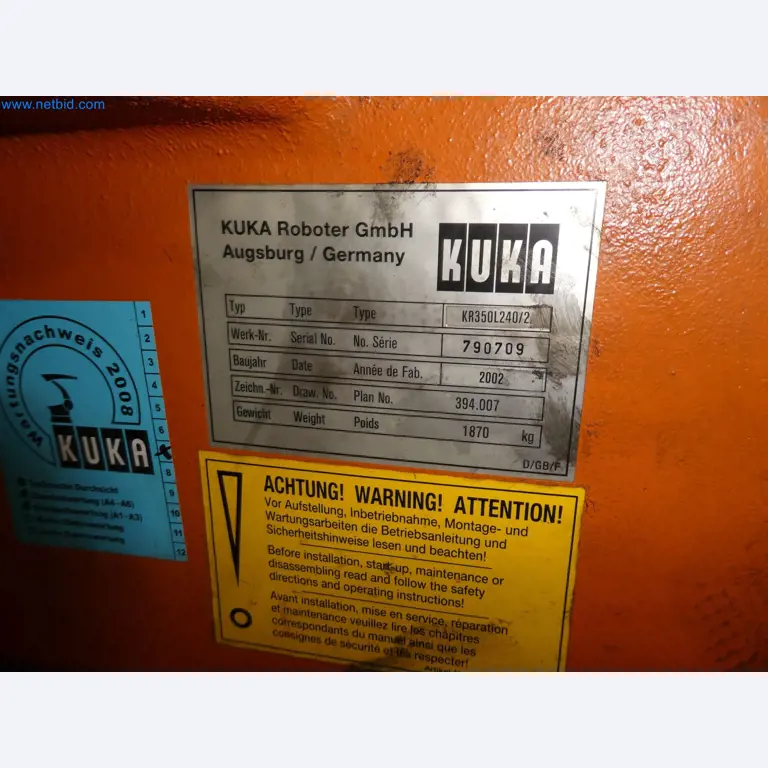 www.netbid.com
KUKA Roboter GmbH
Augsburg / Germany
KUKA
Typ Type Type KR350L240/2
Werk-Nr. Serial No. No. Série 790709
Baujahr Date Année de Fab. 2002
Zeichn.-Nr. Draw. No. Plan No. 394.007
Gewicht Weight Poids 1870 kg
D/GB/F
Wartungsnachweis 2008
KUKA
1
2
3
4
5
6
8
9
10
11
12
(A4-A6)
(A1-A3)
ACHTUNG! WARNING! ATTENTION!
Vor Aufstellung, Inbetriebnahme, Montage- und
Wartungsarbeiten die Betriebsanleitung und
Sicherheitshinweise lesen und beachten!
Before installation, start-up, maintenance or
disassembling read and follow the safety
directions and operating instructions!
Avant installation, mise en service, réparation
et maintenance veuillez lire les chapitres
correspondants du manuel ainsi que les
consignes de sécurité et les respecter!